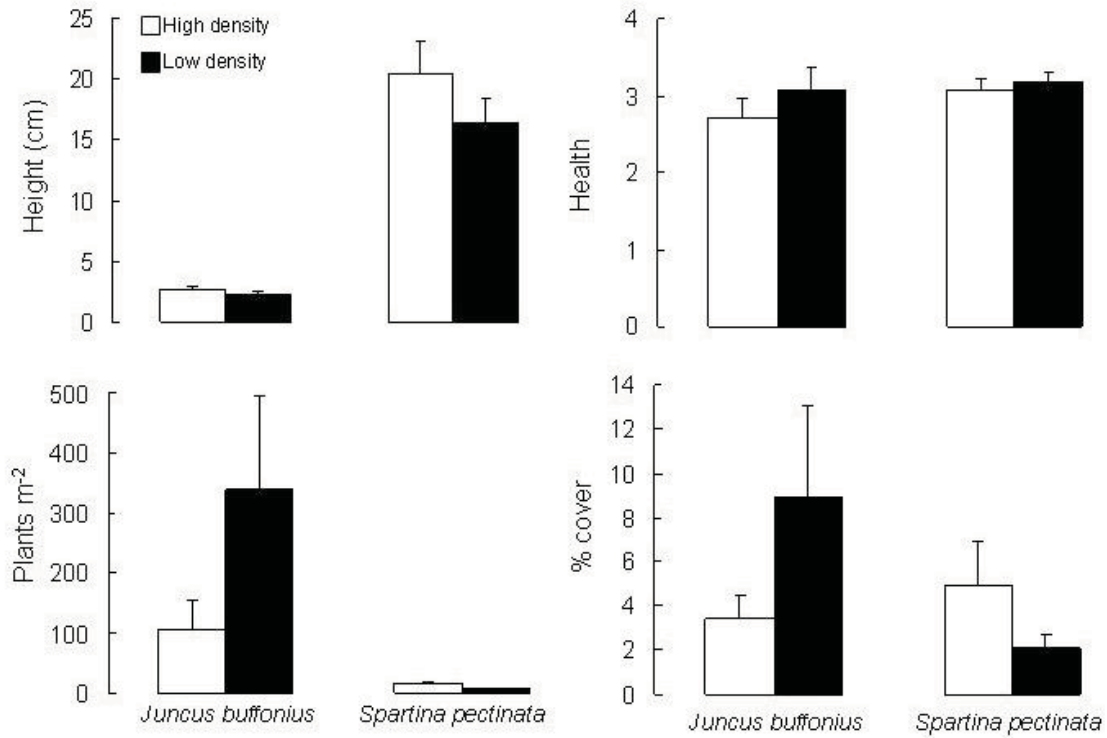 High density
Low density
Height (cm)
25
20
15
10
5
0
Health
4
3
2
1
0
Plants m-2
500
400
300
200
100
0
Juncus buffonius
Spartina pectinata
% cover
14
12
10
8
6
4
2
0
Juncus buffonius
Spartina pectinata